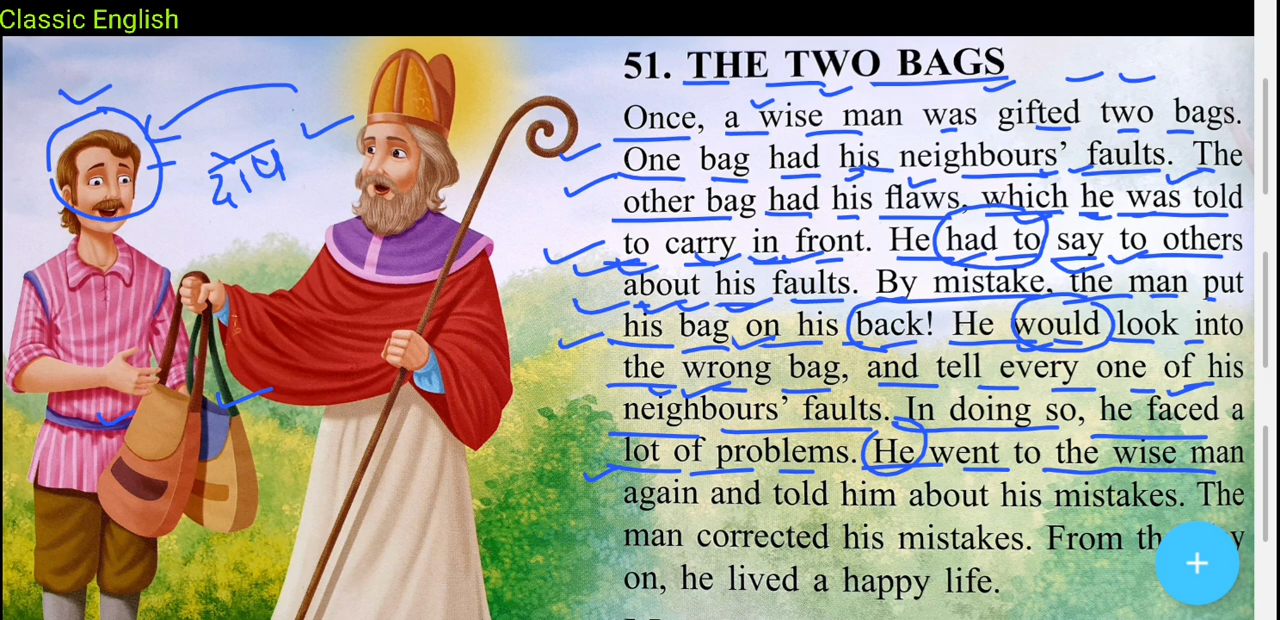 Classic English
दोष
51. THE TWO BAGS
Once, a wise man was gifted two bags.
One bag had his neighbours' faults. The
other bag had his flaws, which he was told
to carry in front. He had to say to others
about his faults. By mistake, the man put
his bag on his back! He would look into
the wrong bag, and tell every one of his
neighbours' faults. In doing so, he faced a
lot of problems. He went to the wise man
again and told him about his mistakes. The
man corrected his mistakes. From
on, he lived a happy life.